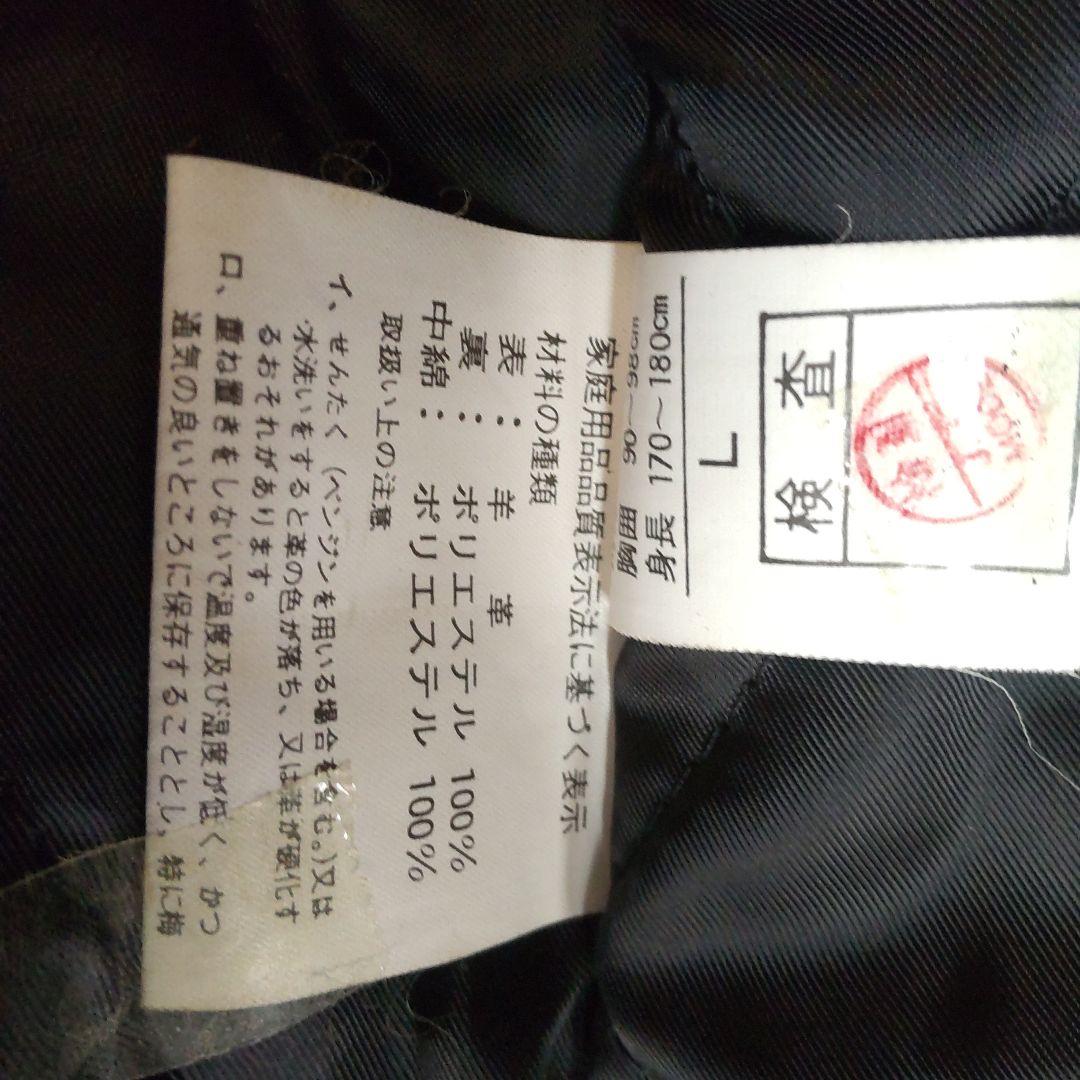 検査
L
身長 170〜180cm
胸囲 90〜98cm
家庭用品品質表示法に基づく表示
材料の種類
表： 羊革
裏： ポリエステル 100%
中綿： ポリエステル 100%
取扱い上の注意
イ、せんたく（ベンジンを用いる場合を含む。）又は
水洗いをすると革の色が落ち、又は革が硬化す
るおそれがあります。
ロ、重ね置きをしないで温度及び湿度が低く、かつ
通気の良いところに保存することとし、特に梅